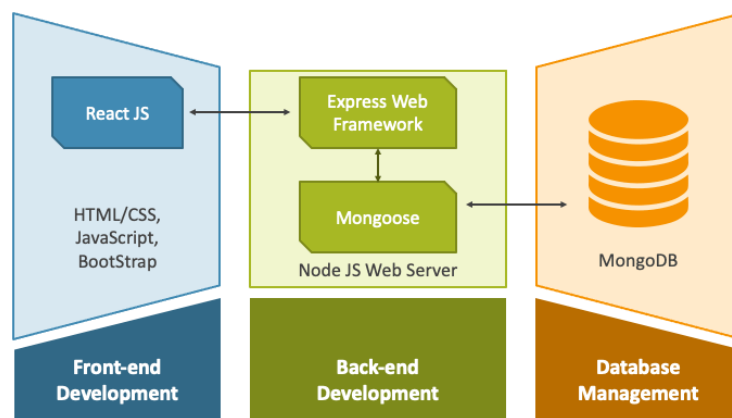 React JS
HTML/CSS,
JavaScript,
BootStrap
Express Web
Framework
Mongoose
Node JS Web Server
MongoDB
Front-end
Development
Back-end
Development
Database
Management